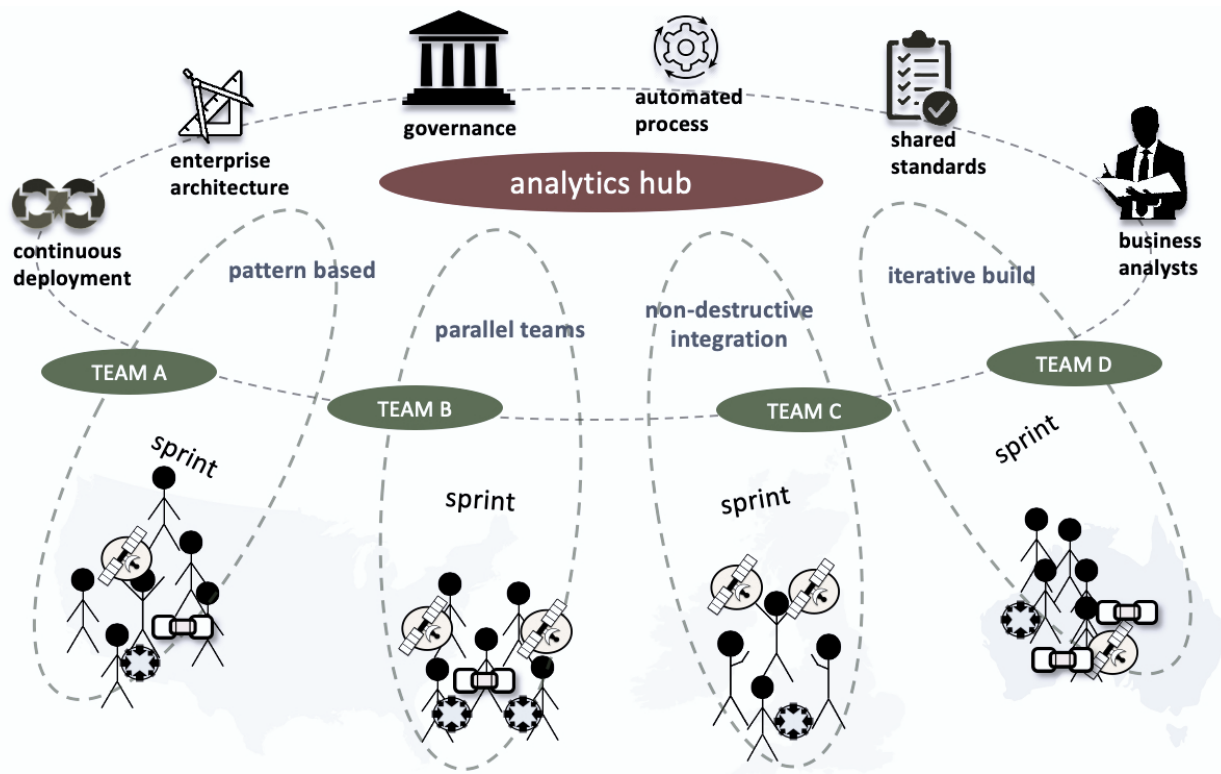 governance
automated
process
shared
standards
enterprise
architecture
analytics hub
continuous
deployment
business
analysts
pattern based
iterative build
parallel teams
non-destructive
integration
TEAM A
TEAM B
TEAM C
TEAM D
sprint
sprint
sprint
sprint